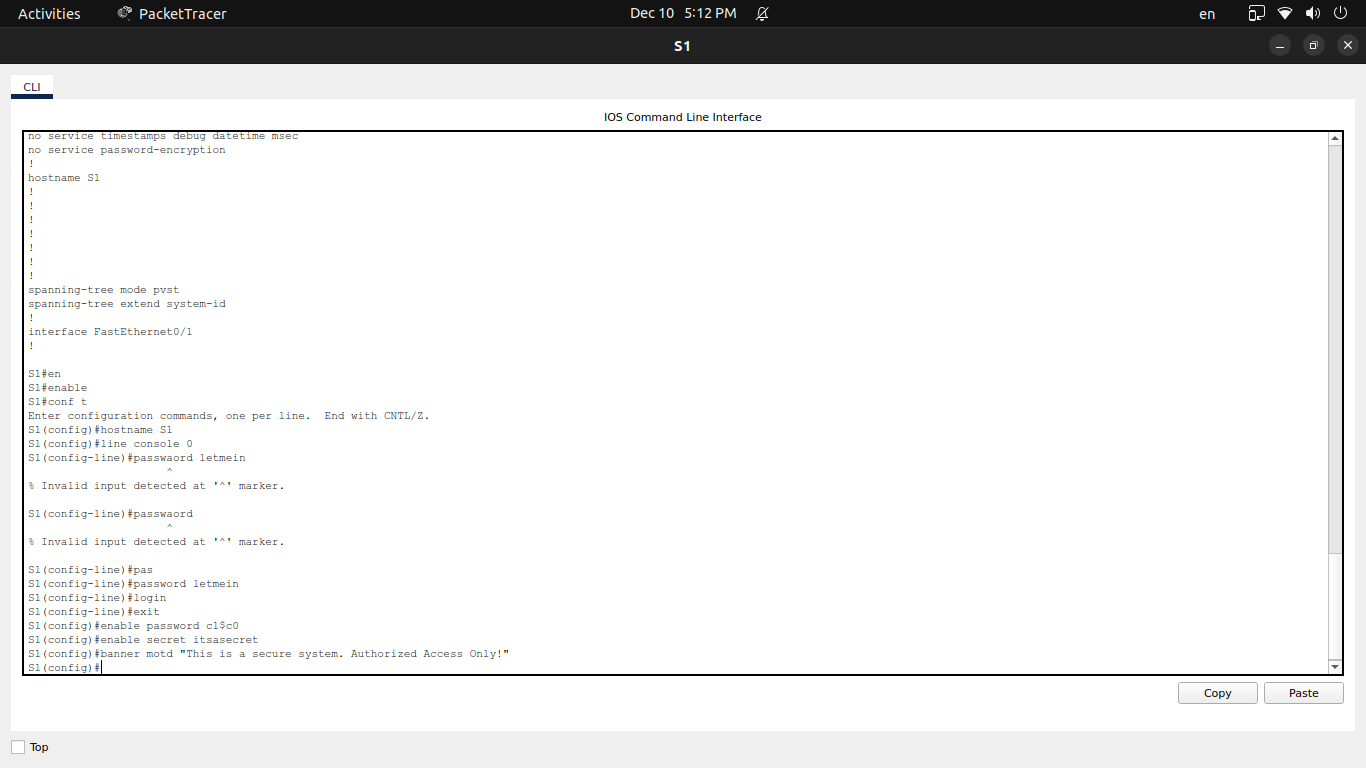 Activities
PacketTracer
Dec 10 5:12 PM
en
S1
CLI
IOS Command Line Interface
no service timestamps debug datetime msec
no service password-encryption
!
hostname S1
!
!
!
!
!
!
!
spanning-tree mode pvst
spanning-tree extend system-id
!
interface FastEthernet0/1
!
S1#en
S1#enable
S1#conf t
Enter configuration commands, one per line.  End with CNTL/Z.
S1(config)#hostname S1
S1(config)#line console 0
S1(config-line)#passwaord letmein
^
% Invalid input detected at '^' marker.
S1(config-line)#passwaord
^
% Invalid input detected at '^' marker.
S1(config-line)#pas
S1(config-line)#password letmein
S1(config-line)#login
S1(config-line)#exit
S1(config)#enable password c1$c0
S1(config)#enable secret itsasecret
S1(config)#banner motd "This is a secure system. Authorized Access Only!"
S1(config)#
Copy
Paste
Top